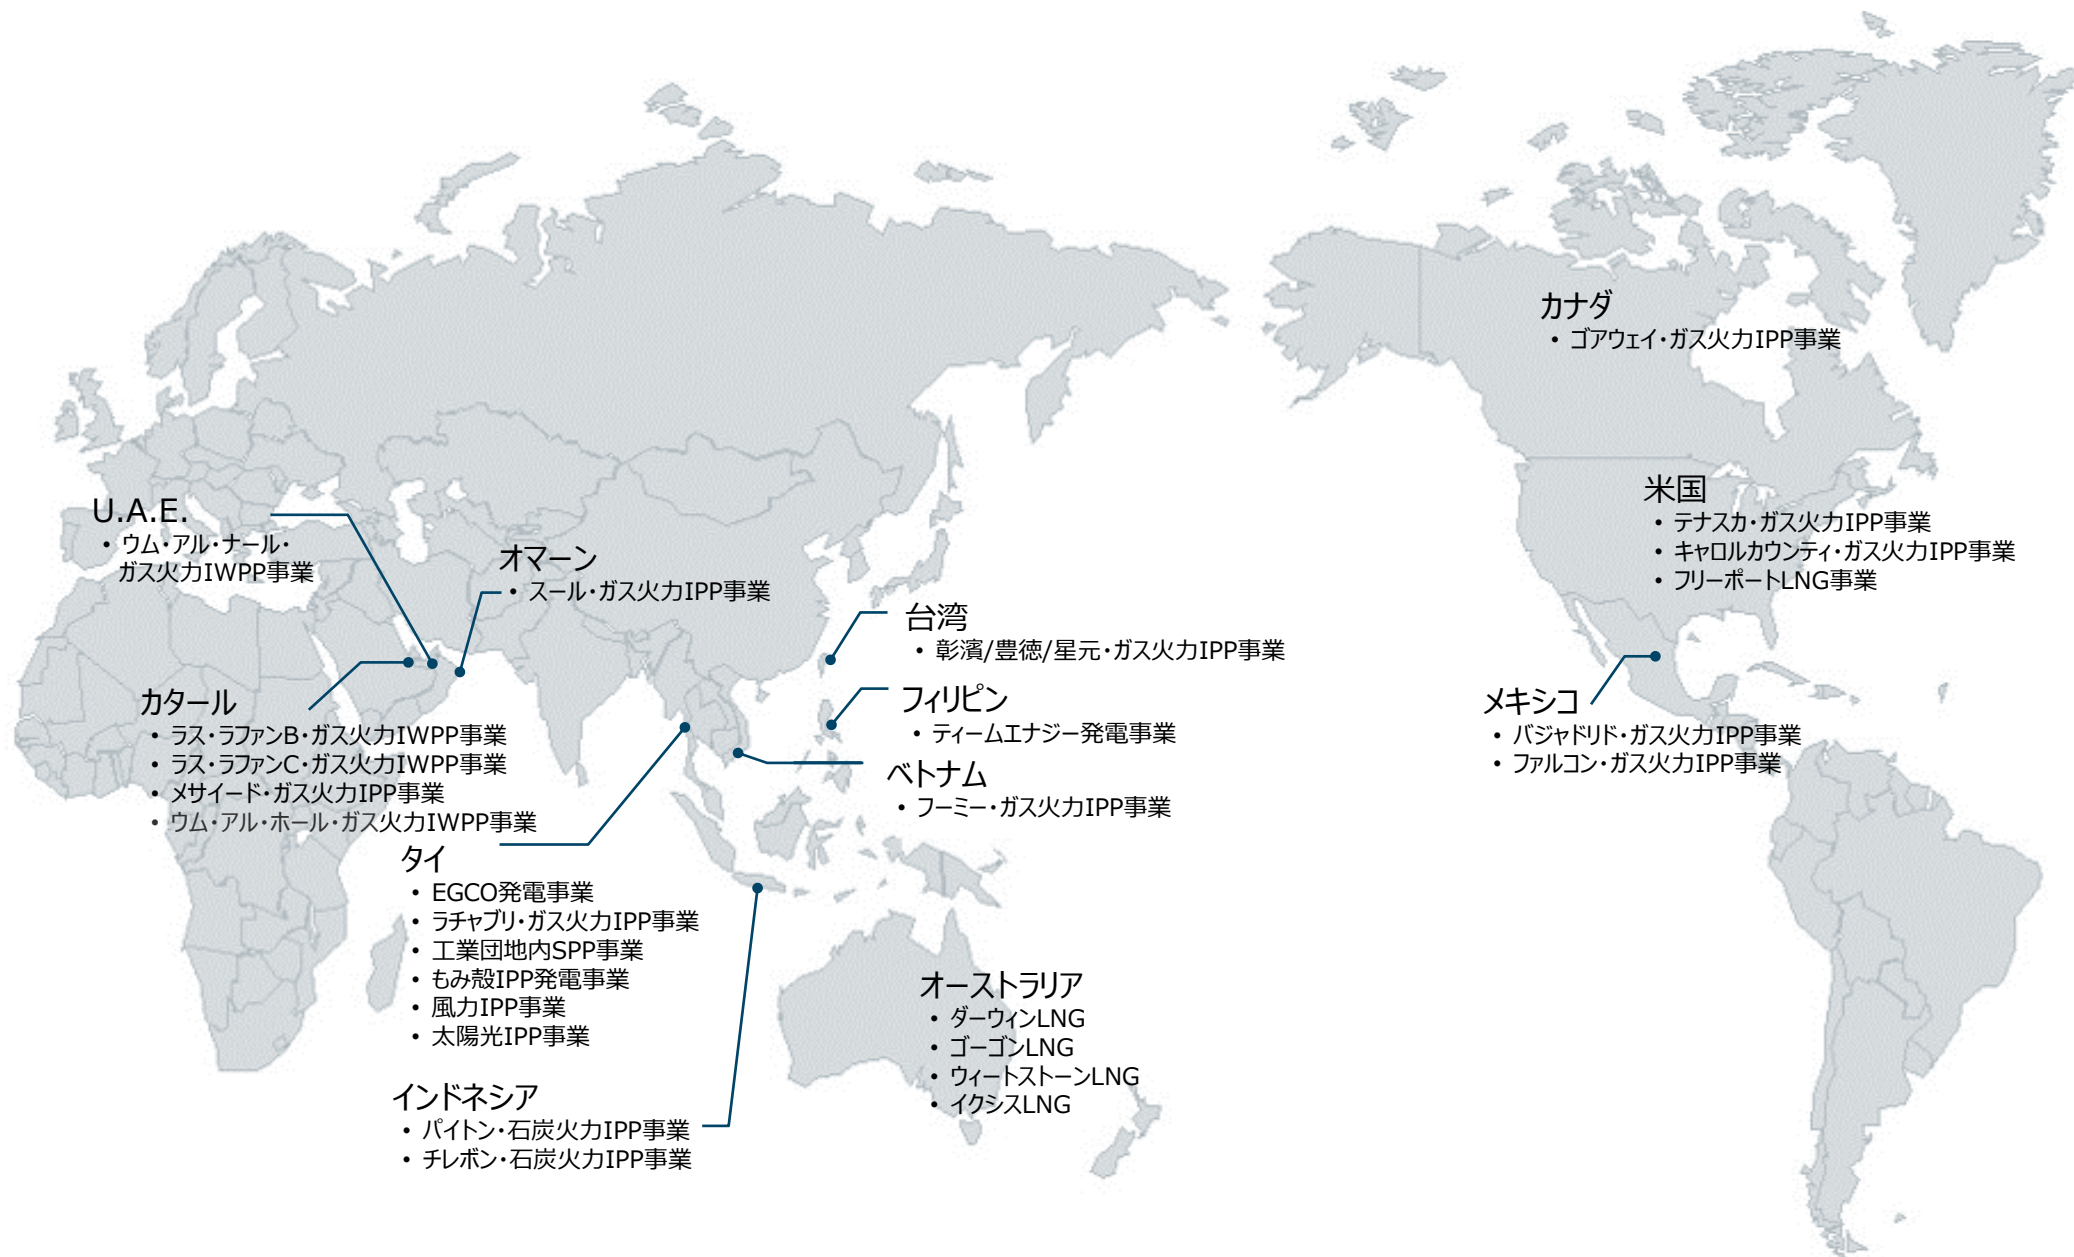 カナダ
• ゴアウェイ・ガス火力IPP事業
米国
• テナスカ・ガス火力IPP事業
• キャロルカウンティ・ガス火力IPP事業
• フリーポートLNG事業
U.A.E.
• ウム・アル・ナール・
ガス火力IWPP事業
オマーン
• スール・ガス火力IPP事業
台湾
• 彰濱/豊徳/星元・ガス火力IPP事業
カタール
• ラス・ラファンB・ガス火力IWPP事業
• ラス・ラファンC・ガス火力IWPP事業
• メサイード・ガス火力IPP事業
• ウム・アル・ホール・ガス火力IWPP事業
フィリピン
• ティームエナジー発電事業
ベトナム
• フーミー・ガス火力IPP事業
メキシコ
• バジャドリド・ガス火力IPP事業
• ファルコン・ガス火力IPP事業
タイ
• EGCO発電事業
• ラチャブリ・ガス火力IPP事業
• 工業団地内SPP事業
• もみ殻IPP発電事業
• 風力IPP事業
• 太陽光IPP事業
オーストラリア
• ダーウィンLNG
• ゴーゴンLNG
• ウィートストーンLNG
• イクシスLNG
インドネシア
• パイトン・石炭火力IPP事業
• チレボン・石炭火力IPP事業